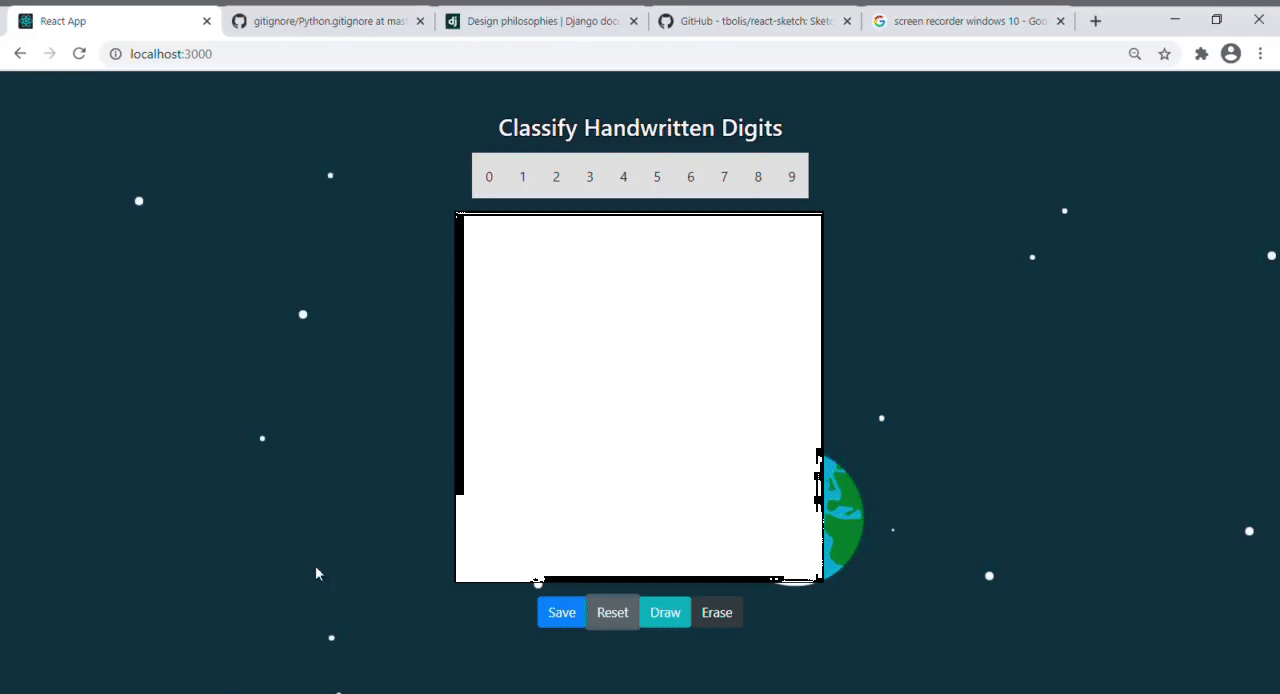 React App
gitignore/Python.gitignore at mast
Design philosophies | Django docu
GitHub - tbolis/react-sketch: Sketc
screen recorder windows 10 - Goo
localhost:3000
Classify Handwritten Digits
0 1 2 3 4 5 6 7 8 9
Save Reset Draw Erase